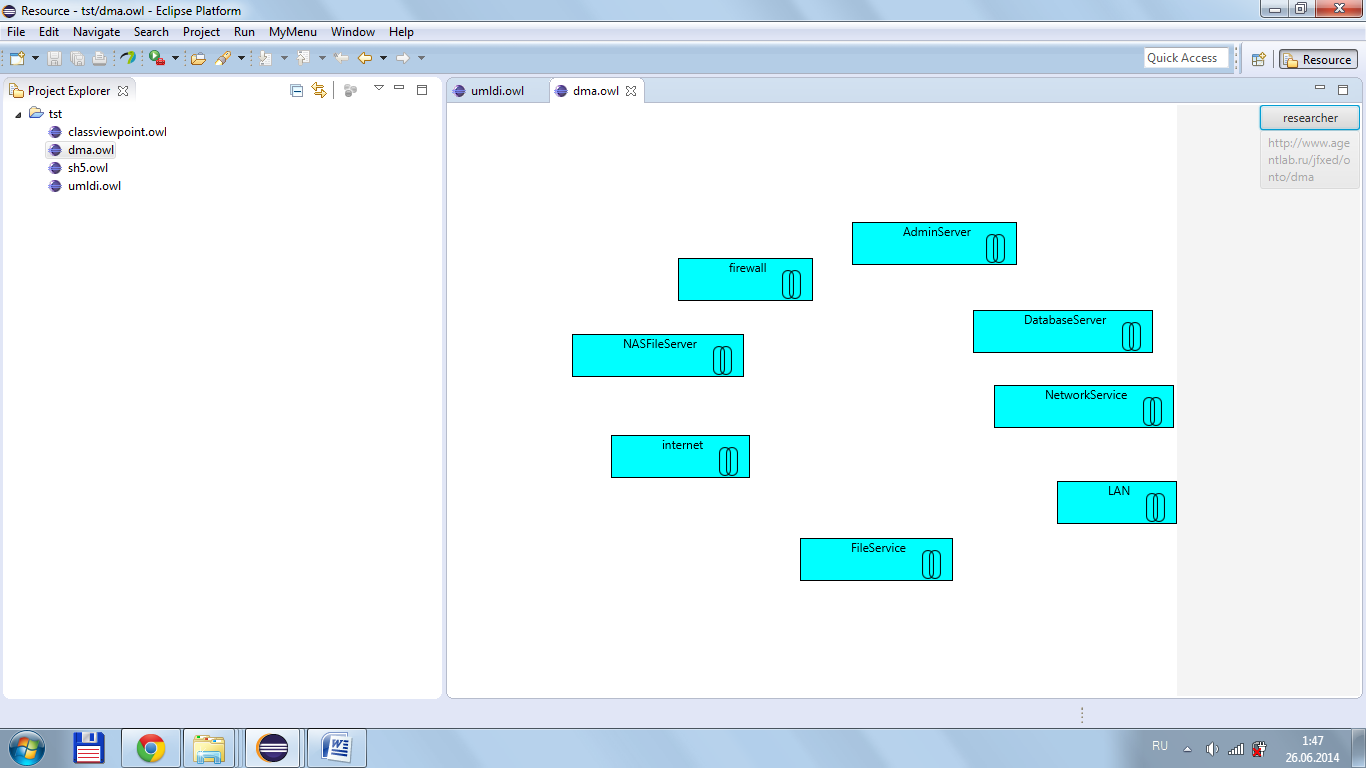 Resource - tst/dma.owl - Eclipse Platform
File Edit Navigate Search Project Run MyMenu Window Help
Quick Access
Resource
Project Explorer
umldi.owl
dma.owl
tst
classviewpoint.owl
dma.owl
sh5.owl
umldi.owl
researcher
http://www.age
ntlab.ru/jfxed/o
nto/dma
AdminServer
firewall
DatabaseServer
NASFileServer
NetworkService
internet
LAN
FileService
RU
1:47
26.06.2014